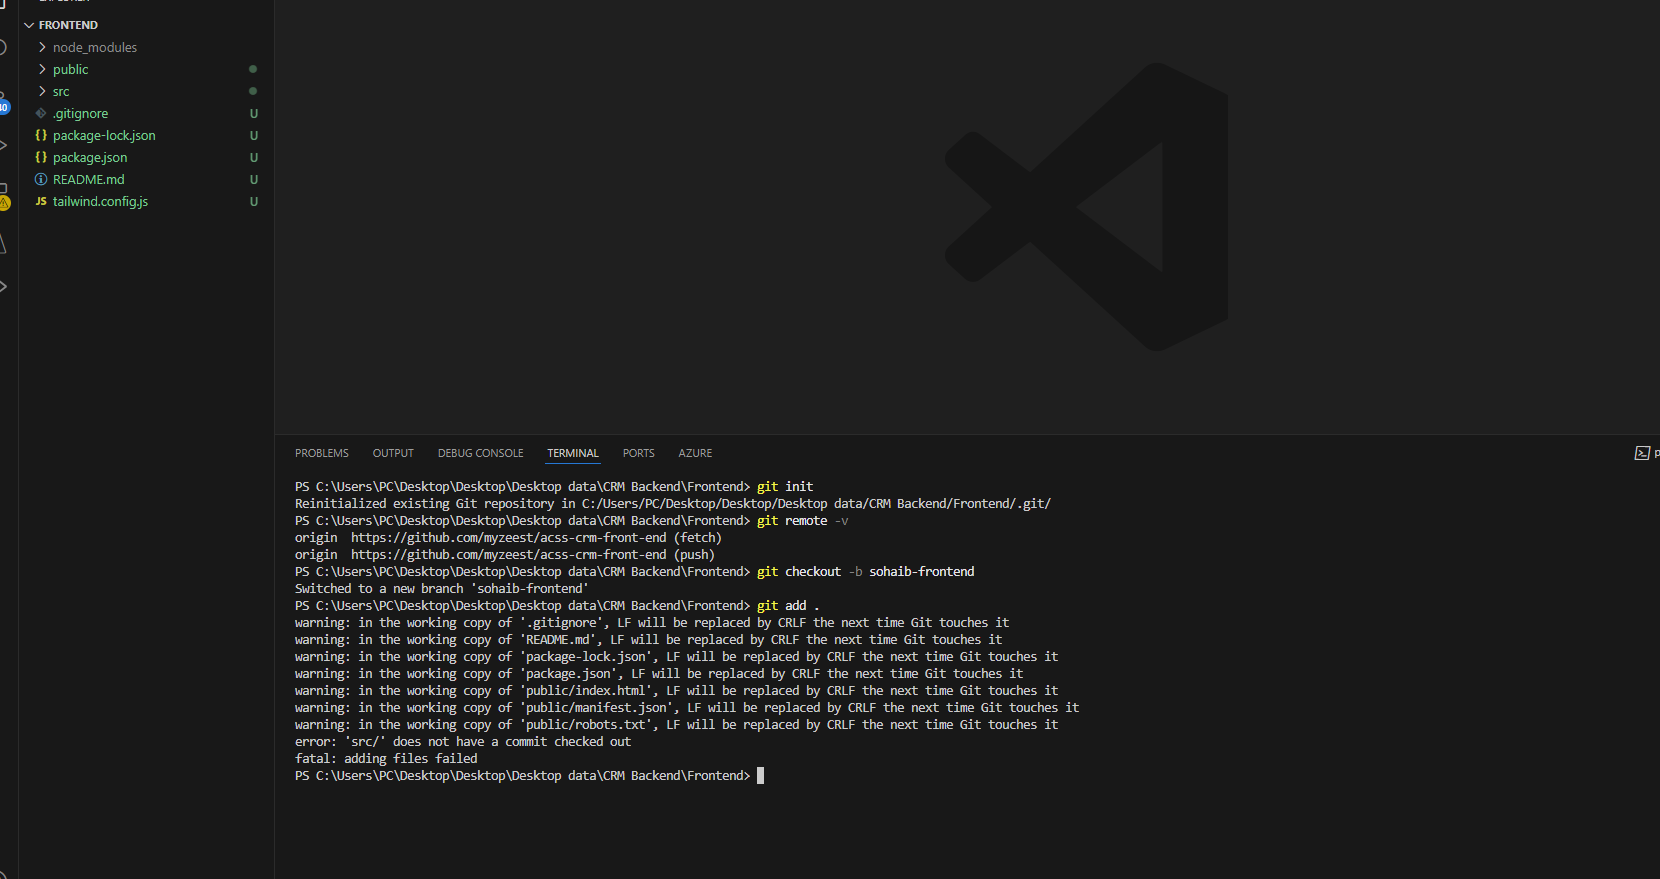 FRONTEND
node_modules
public
src
.gitignore U
40
package-lock.json U
package.json U
README.md U
JS tailwind.config.js U
PROBLEMS OUTPUT DEBUG CONSOLE TERMINAL PORTS AZURE
PS C:\Users\PC\Desktop\Desktop\Desktop data\CRM Backend\Frontend> git init
Reinitialized existing Git repository in C:/Users/PC/Desktop/Desktop/Desktop data/CRM Backend/Frontend/.git/
PS C:\Users\PC\Desktop\Desktop\Desktop data\CRM Backend\Frontend> git remote -v
origin  https://github.com/myzeest/acss-crm-front-end (fetch)
origin  https://github.com/myzeest/acss-crm-front-end (push)
PS C:\Users\PC\Desktop\Desktop\Desktop data\CRM Backend\Frontend> git checkout -b sohaib-frontend
Switched to a new branch 'sohaib-frontend'
PS C:\Users\PC\Desktop\Desktop\Desktop data\CRM Backend\Frontend> git add .
warning: in the working copy of '.gitignore', LF will be replaced by CRLF the next time Git touches it
warning: in the working copy of 'README.md', LF will be replaced by CRLF the next time Git touches it
warning: in the working copy of 'package-lock.json', LF will be replaced by CRLF the next time Git touches it
warning: in the working copy of 'package.json', LF will be replaced by CRLF the next time Git touches it
warning: in the working copy of 'public/index.html', LF will be replaced by CRLF the next time Git touches it
warning: in the working copy of 'public/manifest.json', LF will be replaced by CRLF the next time Git touches it
warning: in the working copy of 'public/robots.txt', LF will be replaced by CRLF the next time Git touches it
error: 'src/' does not have a commit checked out
fatal: adding files failed
PS C:\Users\PC\Desktop\Desktop\Desktop data\CRM Backend\Frontend>